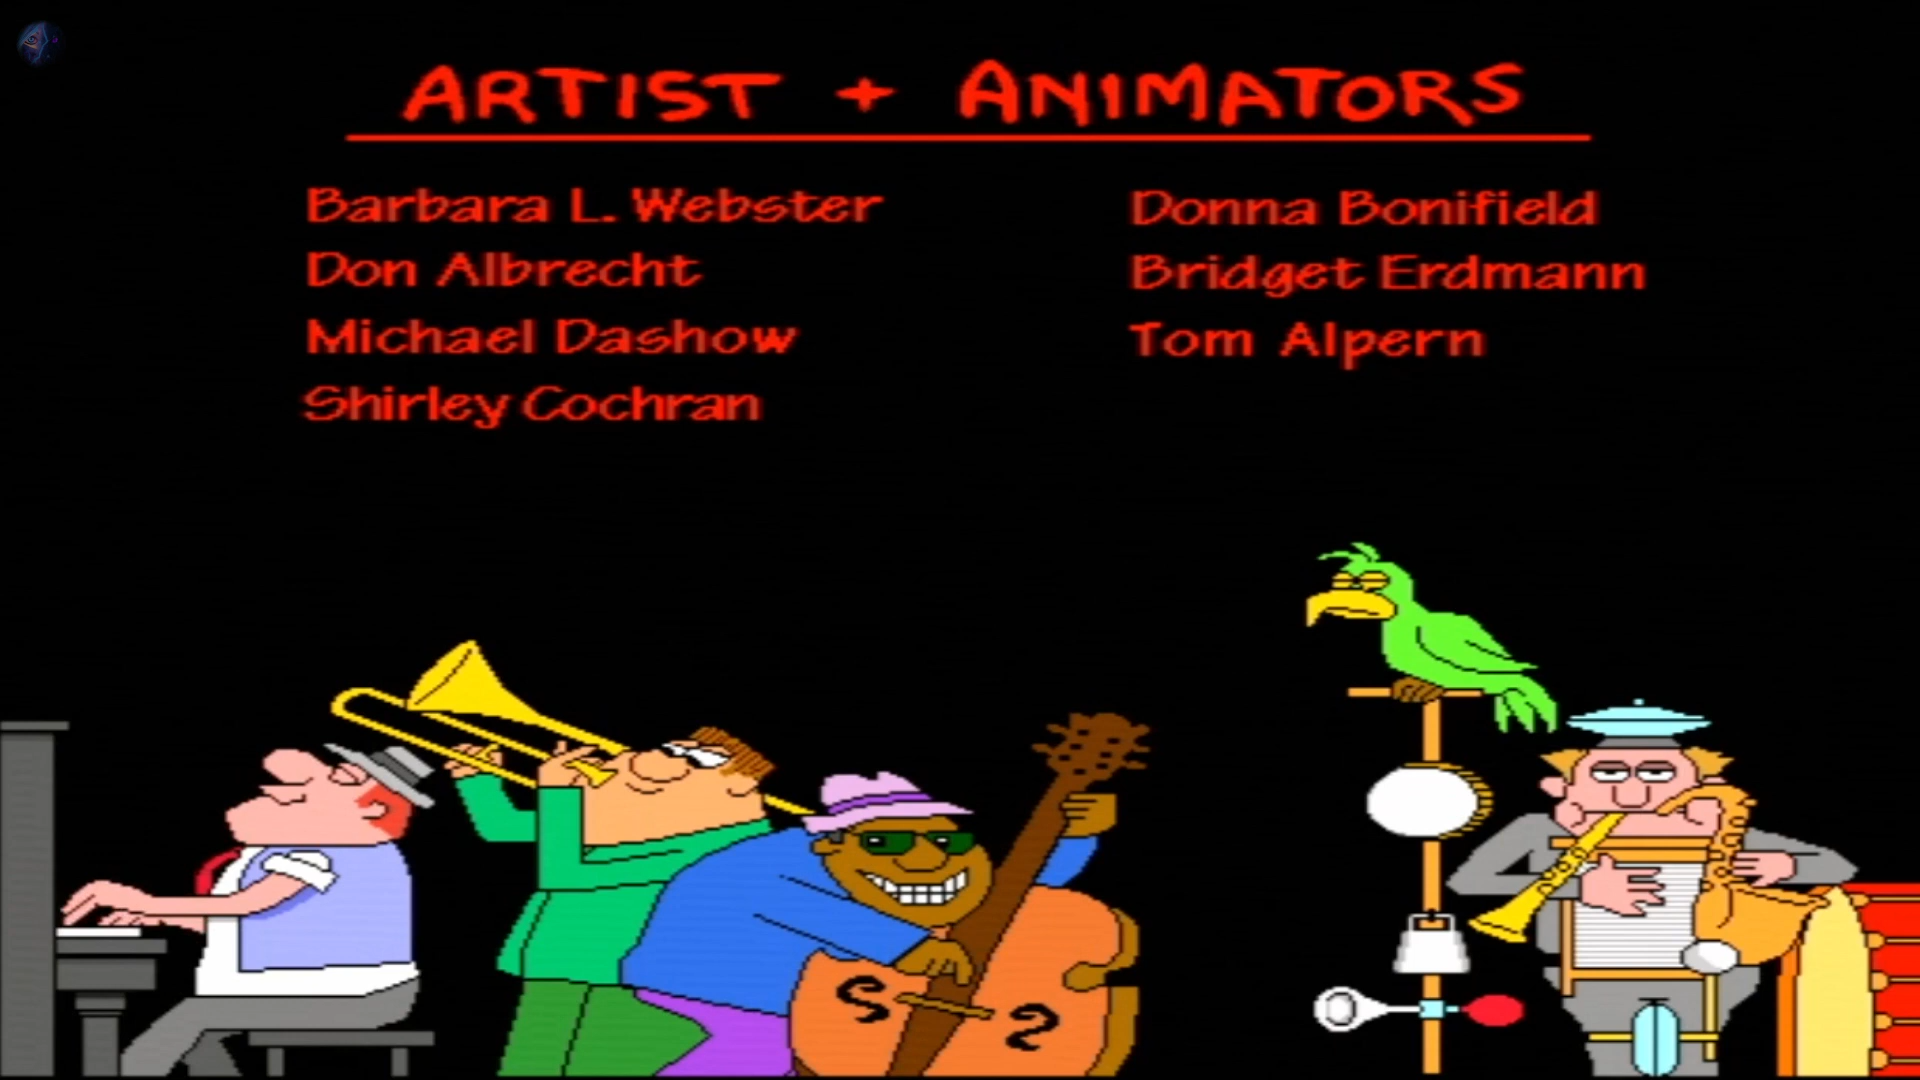 ARTIST + ANIMATORS
Barbara L. Webster
Don Albrecht
Michael Dashow
Shirley Cochran
Donna Bonifield
Bridget Erdmann
Tom Alpern